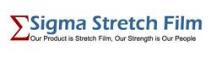 Σ Sigma Stretch Film
Our Product is Stretch Film, Our Strength is Our People